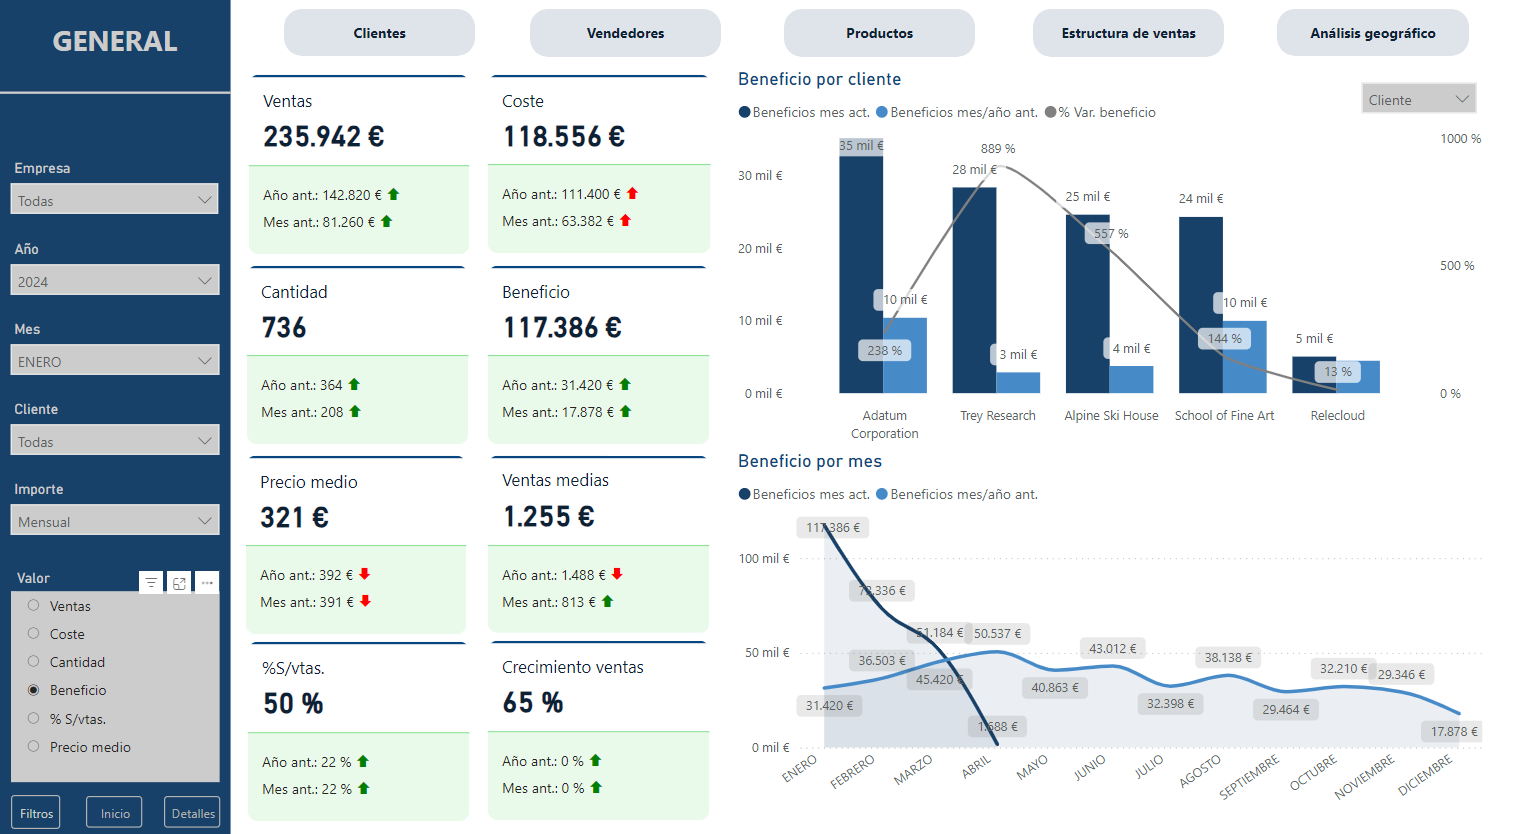 GENERAL
Empresa
Todas
Año
2024
Mes
ENERO
Cliente
Todas
Importe
Mensual
Valor
Ventas
Coste
Cantidad
Beneficio
% S/vtas.
Precio medio
Filtros
Inicio
Detalles
Clientes
Vendedores
Productos
Estructura de ventas
Análisis geográfico
Ventas
235.942 €
Año ant.: 142.820 €
Mes ant.: 81.260 €
Coste
118.556 €
Año ant.: 111.400 €
Mes ant.: 63.382 €
Cantidad
736
Año ant.: 364
Mes ant.: 208
Beneficio
117.386 €
Año ant.: 31.420 €
Mes ant.: 17.878 €
Precio medio
321 €
Año ant.: 392 €
Mes ant.: 391 €
Ventas medias
1.255 €
Año ant.: 1.488 €
Mes ant.: 813 €
%S/vtas.
50 %
Año ant.: 22 %
Mes ant.: 22 %
Crecimiento ventas
65 %
Año ant.: 0 %
Mes ant.: 0 %
Beneficio por cliente
Cliente
Beneficios mes act. Beneficios mes/año ant. % Var. beneficio
30 mil €
20 mil €
10 mil €
0 mil €
1000 %
500 %
0 %
35 mil €
10 mil €
238 %
889 %
28 mil €
3 mil €
25 mil €
557 %
4 mil €
24 mil €
10 mil €
144 %
5 mil €
13 %
Adatum
Corporation
Trey Research
Alpine Ski House
School of Fine Art
Relecloud
Beneficio por mes
Beneficios mes act. Beneficios mes/año ant.
100 mil €
50 mil €
0 mil €
117.386 €
51.184 €
1.688 €
31.420 €
36.503 €
45.420 €
50.537 €
40.863 €
43.012 €
32.398 €
38.138 €
29.464 €
32.210 €
29.346 €
17.878 €
ENERO
FEBRERO
MARZO
ABRIL
MAYO
JUNIO
JULIO
AGOSTO
SEPTIEMBRE
OCTUBRE
NOVIEMBRE
DICIEMBRE